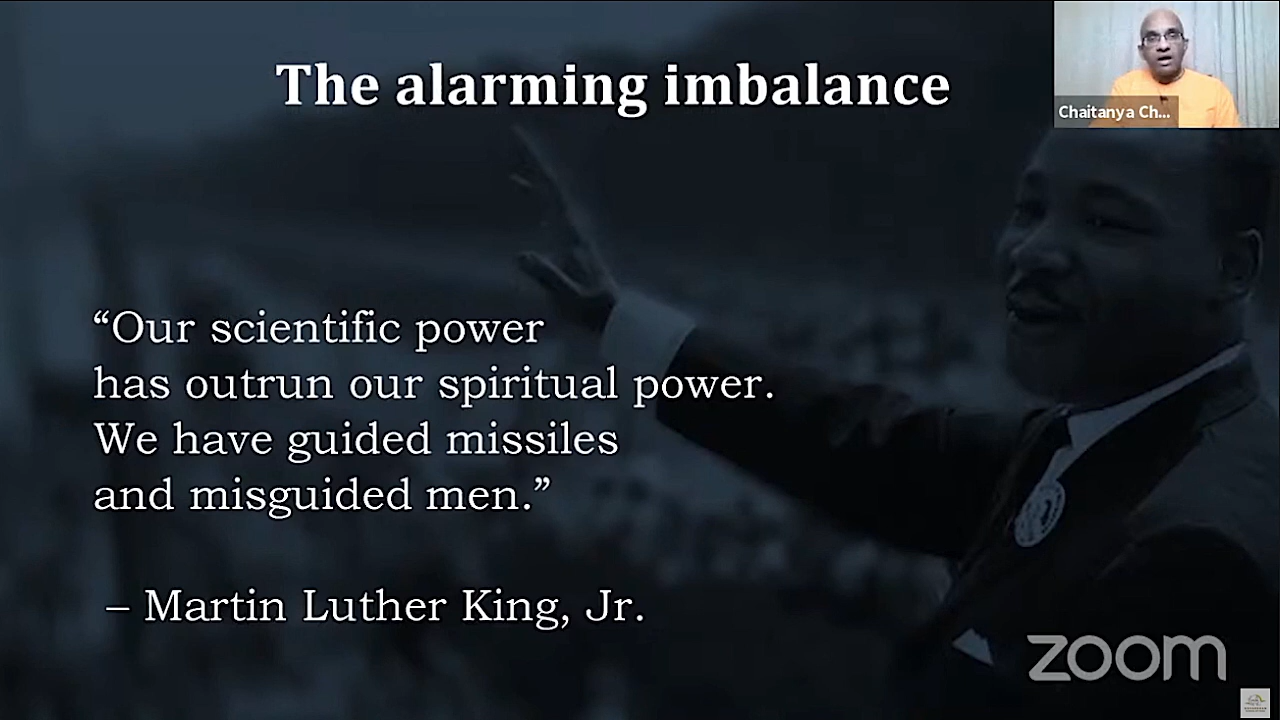 The alarming imbalance
Chaitanya Ch...
“Our scientific power
has outrun our spiritual power.
We have guided missiles
and misguided men.”
– Martin Luther King, Jr.
zoom